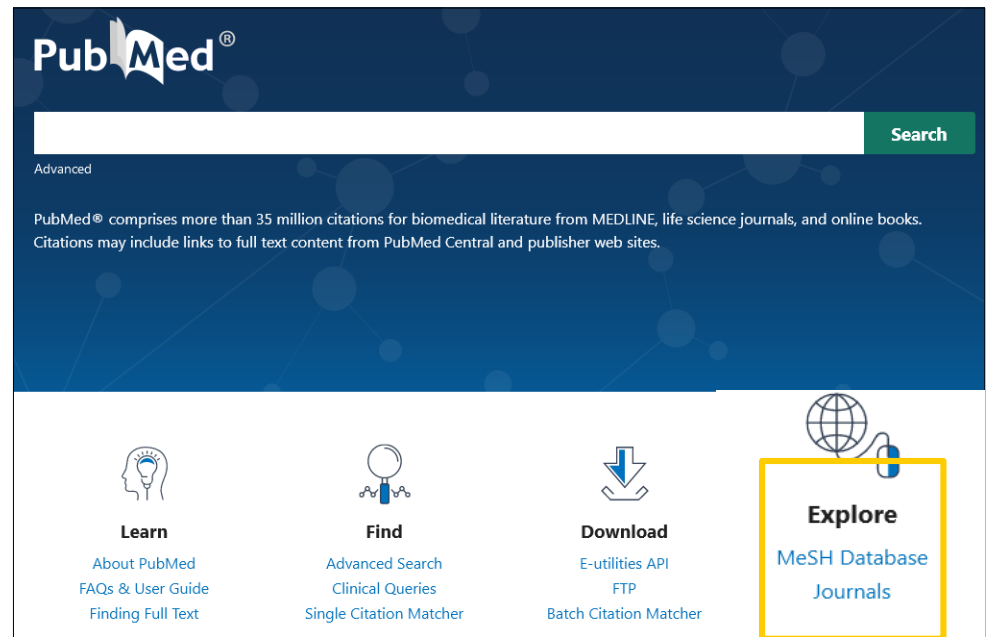 PubMed®
Search
Advanced
PubMed® comprises more than 35 million citations for biomedical literature from MEDLINE, life science journals, and online books.
Citations may include links to full text content from PubMed Central and publisher web sites.
Learn
About PubMed
FAQs & User Guide
Finding Full Text
Find
Advanced Search
Clinical Queries
Single Citation Matcher
Download
E-utilities API
FTP
Batch Citation Matcher
Explore
MeSH Database
Journals